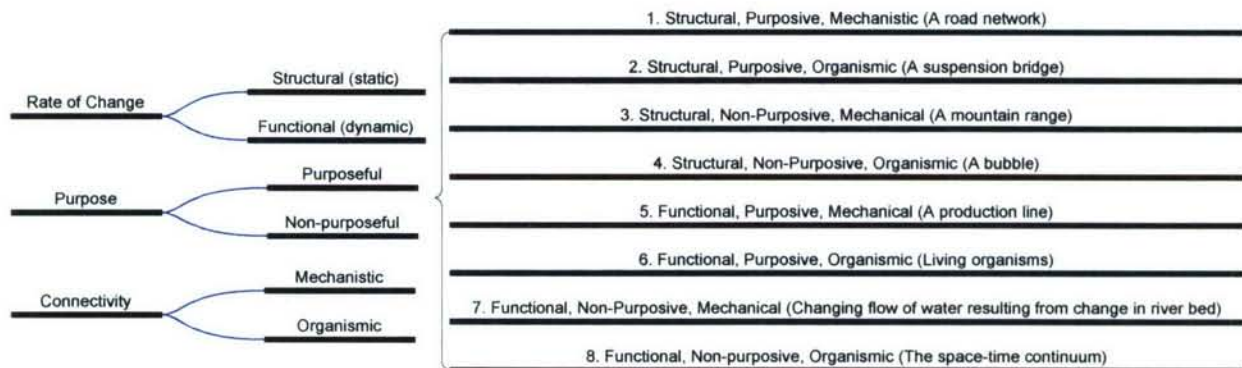 Rate of Change
Structural (static)
Functional (dynamic)
Purpose
Purposeful
Non-purposeful
Connectivity
Mechanistic
Organismic
1. Structural, Purposive, Mechanistic (A road network)
2. Structural, Purposive, Organismic (A suspension bridge)
3. Structural, Non-Purposive, Mechanical (A mountain range)
4. Structural, Non-Purposive, Organismic (A bubble)
5. Functional, Purposive, Mechanical (A production line)
6. Functional, Purposive, Organismic (Living organisms)
7. Functional, Non-Purposive, Mechanical (Changing flow of water resulting from change in river bed)
8. Functional, Non-purposive, Organismic (The space-time continuum)